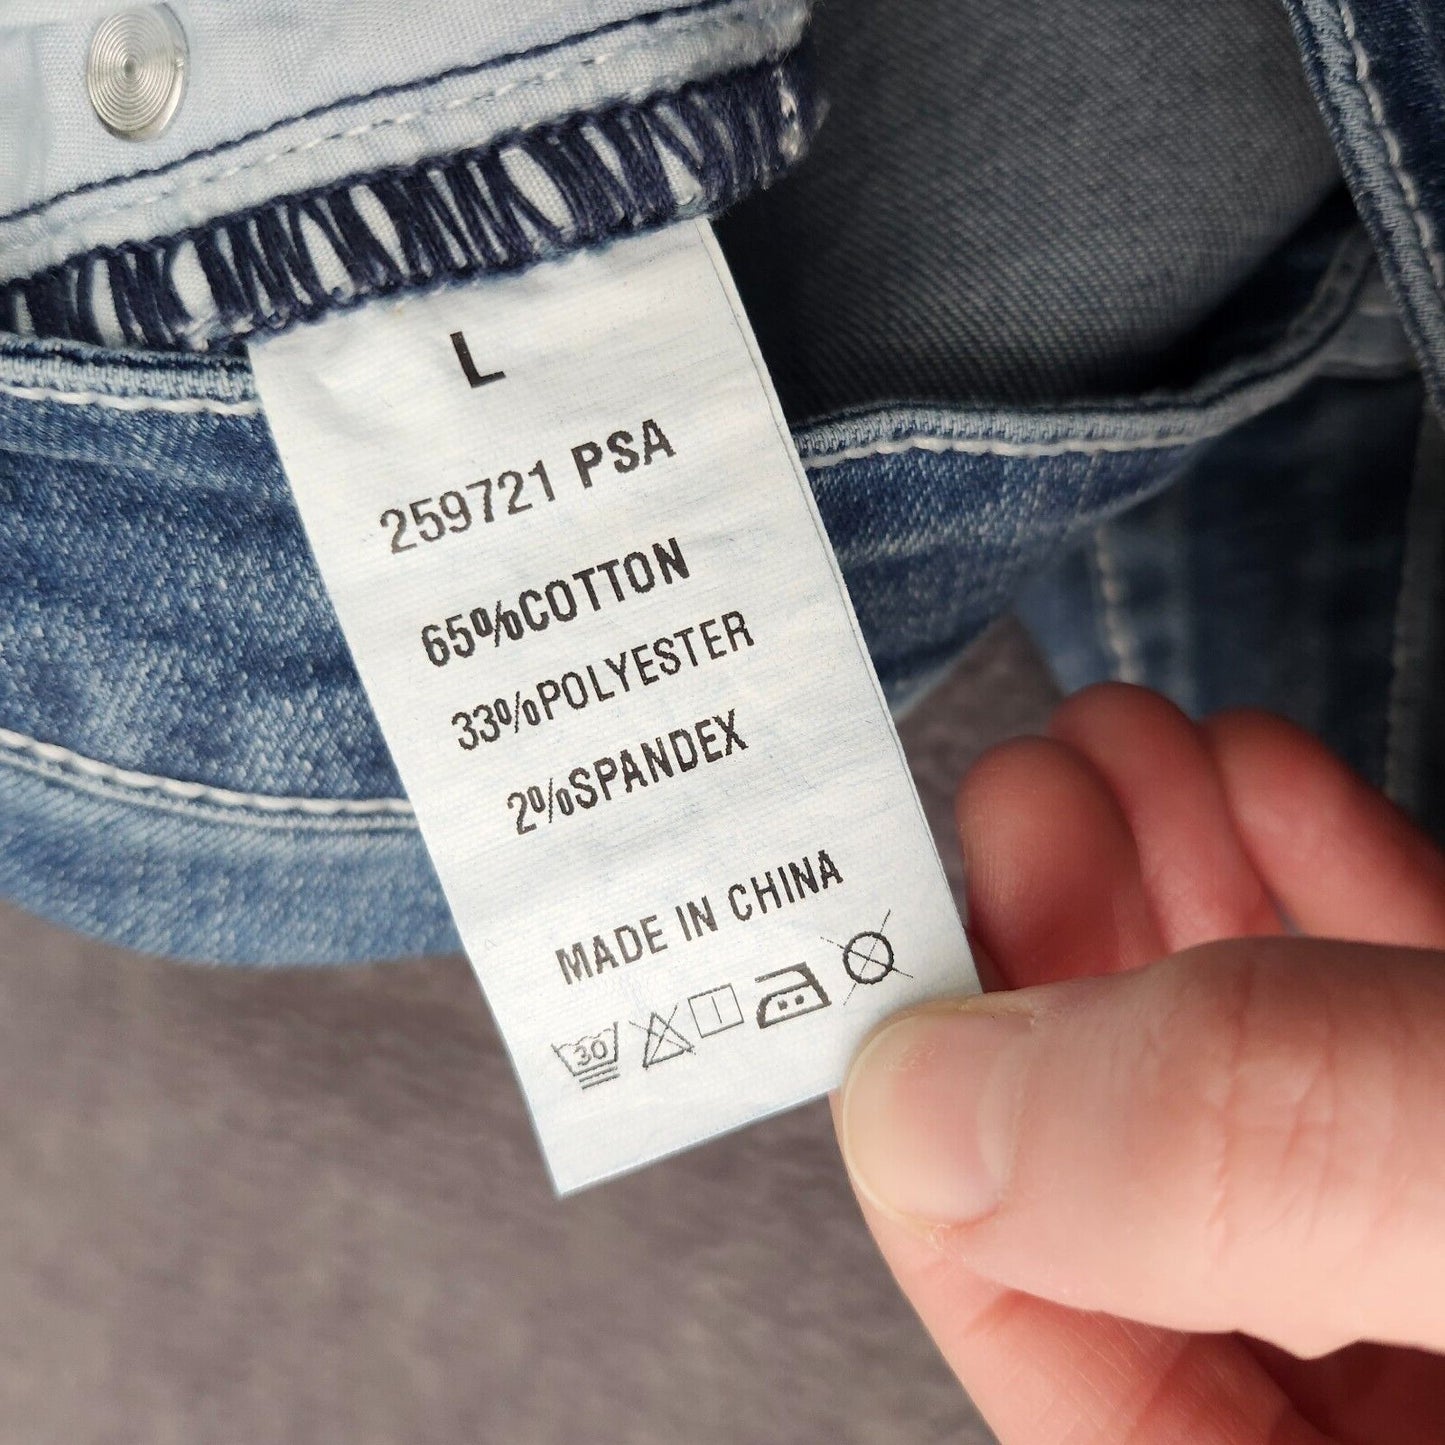 L
259721 PSA
65%COTTON
33%POLYESTER
2%SPANDEX
MADE IN CHINA
30